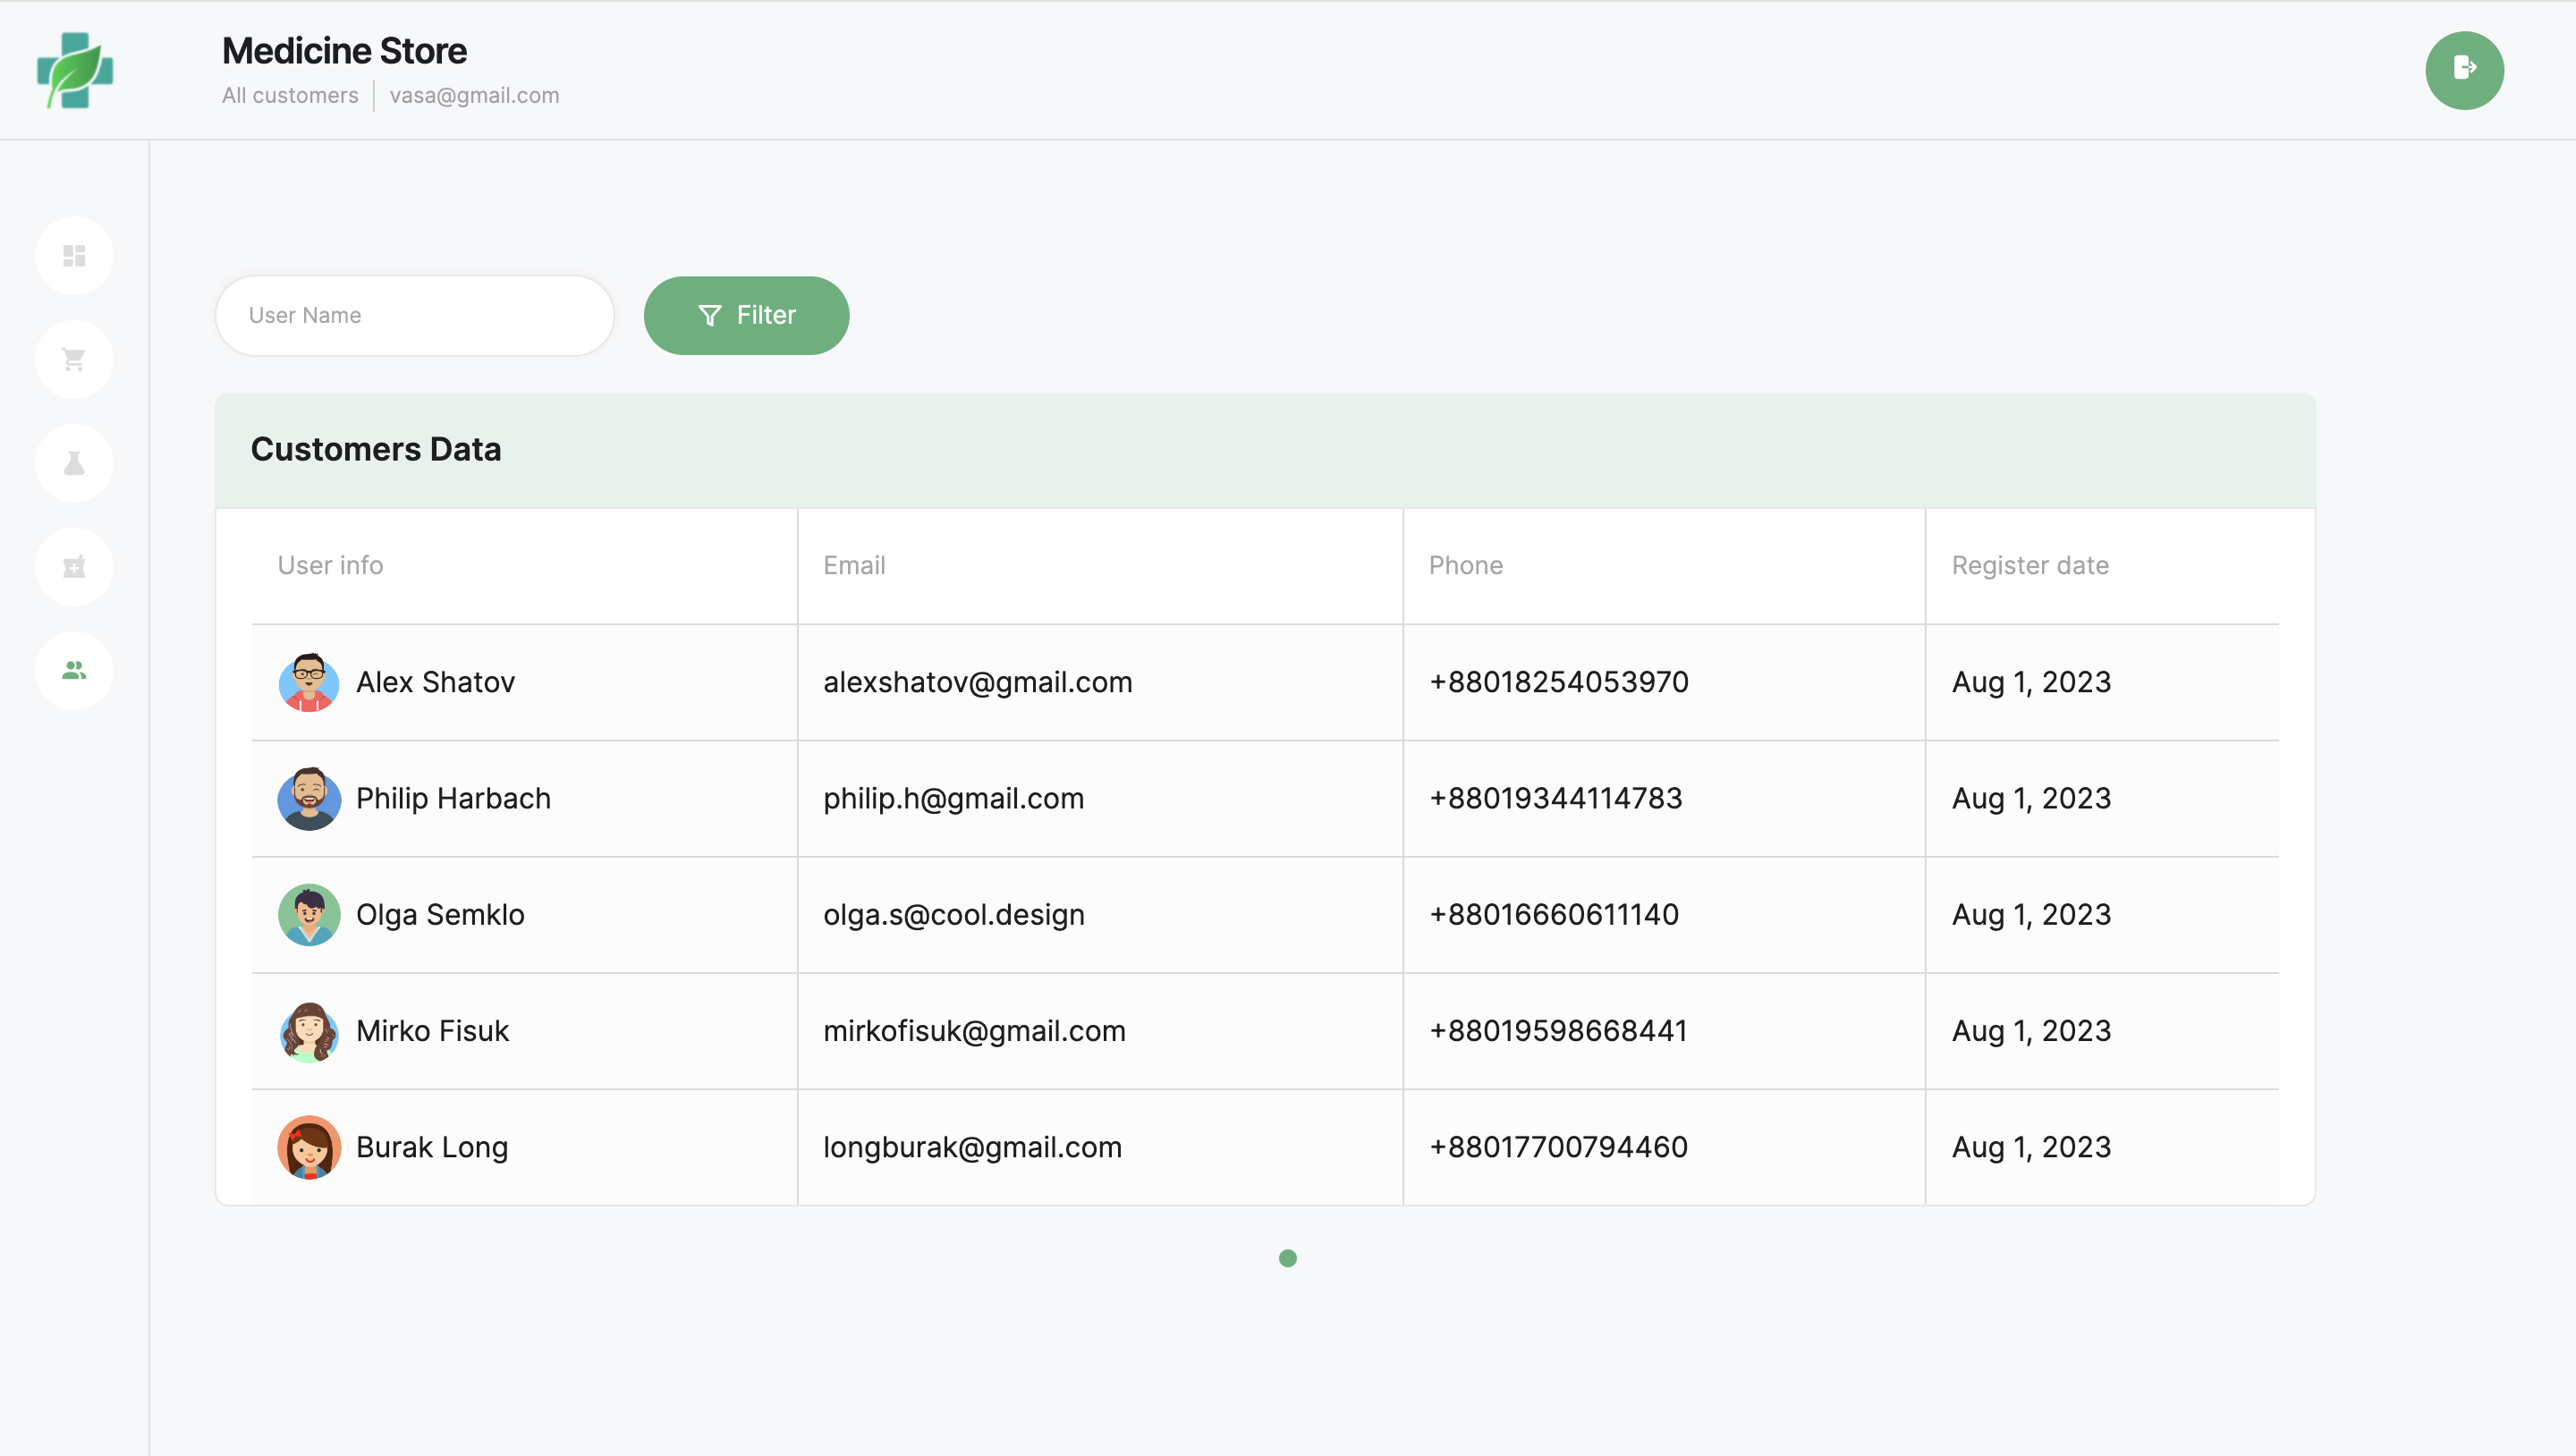 Medicine Store
All customers vasa@gmail.com
User Name
Filter
Customers Data
User info Email Phone Register date
Alex Shatov alexshatov@gmail.com +88018254053970 Aug 1, 2023
Philip Harbach philip.h@gmail.com +88019344114783 Aug 1, 2023
Olga Semklo olga.s@cool.design +88016660611140 Aug 1, 2023
Mirko Fisuk mirkofisuk@gmail.com +88019598668441 Aug 1, 2023
Burak Long longburak@gmail.com +88017700794460 Aug 1, 2023